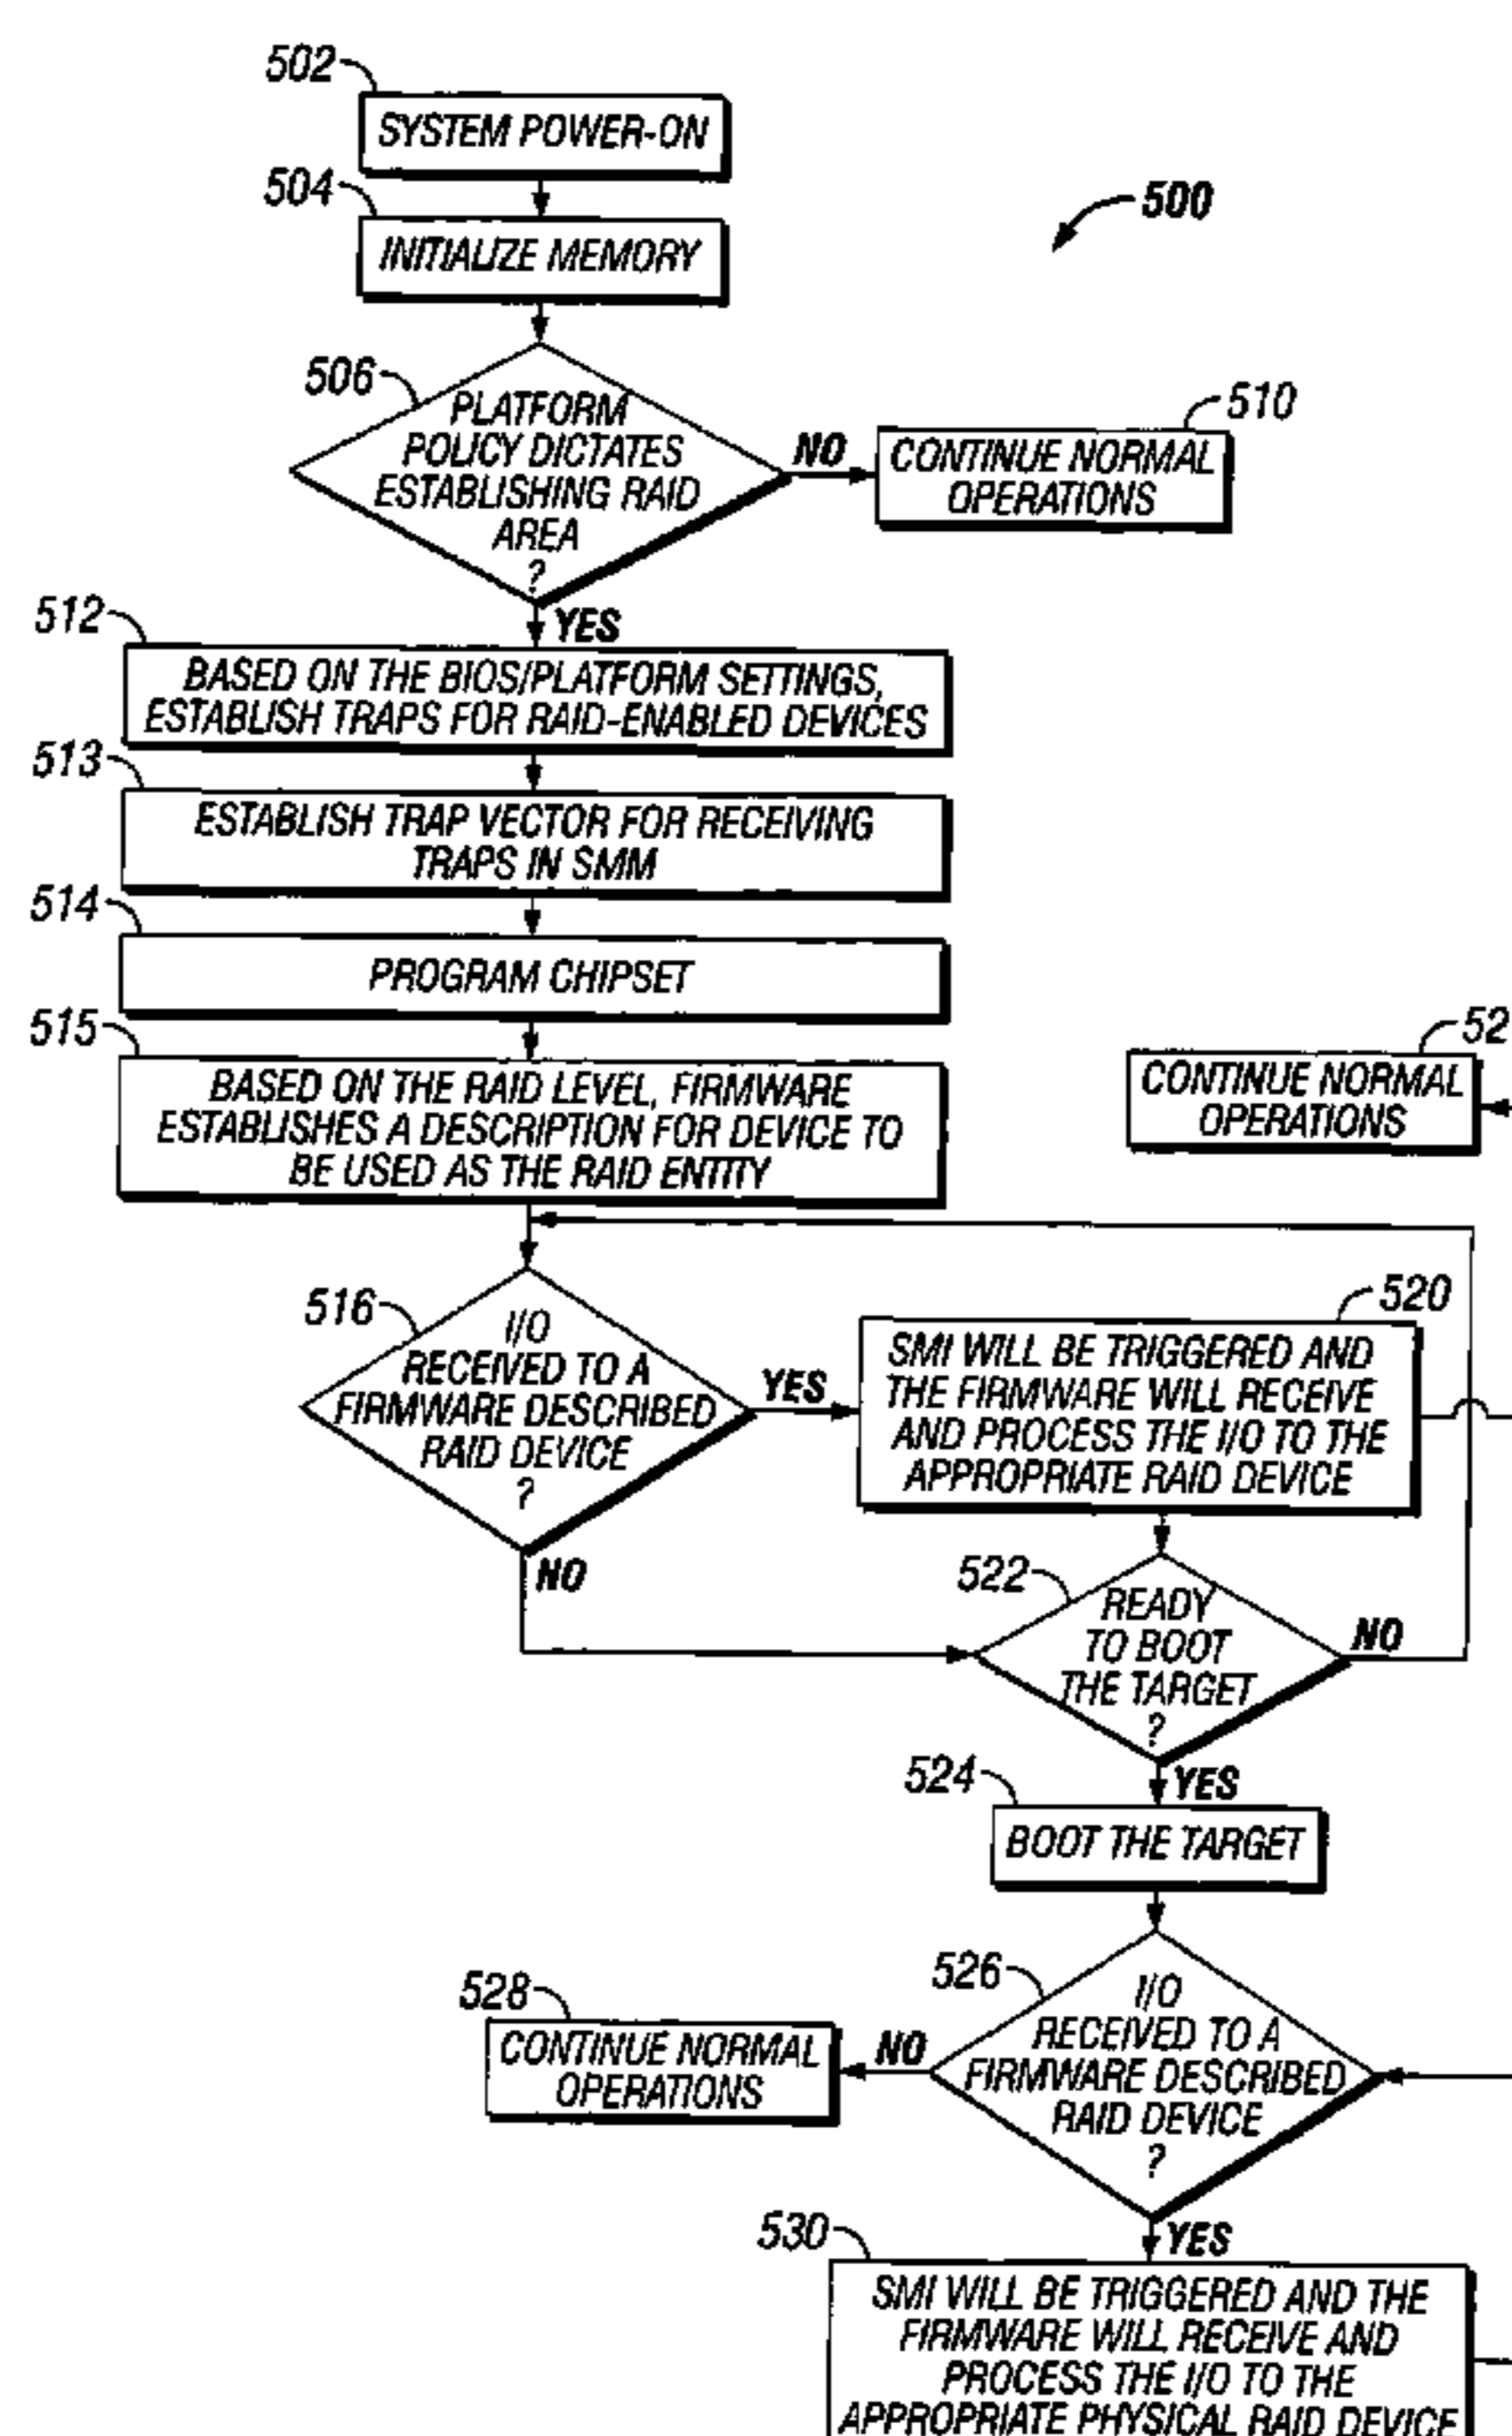 502
SYSTEM POWER-ON
504
INITIALIZE MEMORY
500
506
PLATFORM
POLICY DICTATES
ESTABLISHING RAID
AREA
?
NO
510
CONTINUE NORMAL
OPERATIONS
YES
512
BASED ON THE BIOS/PLATFORM SETTINGS,
ESTABLISH TRAPS FOR RAID-ENABLED DEVICES
513
ESTABLISH TRAP VECTOR FOR RECEIVING
TRAPS IN SMM
514
PROGRAM CHIPSET
515
BASED ON THE RAID LEVEL, FIRMWARE
ESTABLISHES A DESCRIPTION FOR DEVICE TO
BE USED AS THE RAID ENTITY
52
CONTINUE NORMAL
OPERATIONS
516
I/O
RECEIVED TO A
FIRMWARE DESCRIBED
RAID DEVICE
?
YES
520
SMI WILL BE TRIGGERED AND
THE FIRMWARE WILL RECEIVE
AND PROCESS THE I/O TO THE
APPROPRIATE RAID DEVICE
NO
522
READY
TO BOOT
THE TARGET
?
NO
YES
524
BOOT THE TARGET
526
I/O
RECEIVED TO A
FIRMWARE DESCRIBED
RAID DEVICE
?
NO
528
CONTINUE NORMAL
OPERATIONS
YES
530
SMI WILL BE TRIGGERED AND THE
FIRMWARE WILL RECEIVE AND
PROCESS THE I/O TO THE
APPROPRIATE PHYSICAL RAID DEVICE